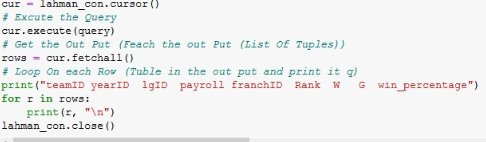 cur = lahman_con.cursor()
# Excute the Query
cur.execute(query)
# Get the Out Put (Feach the out Put (List Of Tuples))
rows = cur.fetchall()
# Loop On each Row (Tuble in the out put and print it q)
print("teamID yearID  lgID  payroll franchID  Rank  W   G  win_percentage")
for r in rows:
    print(r, "\n")
lahman_con.close()